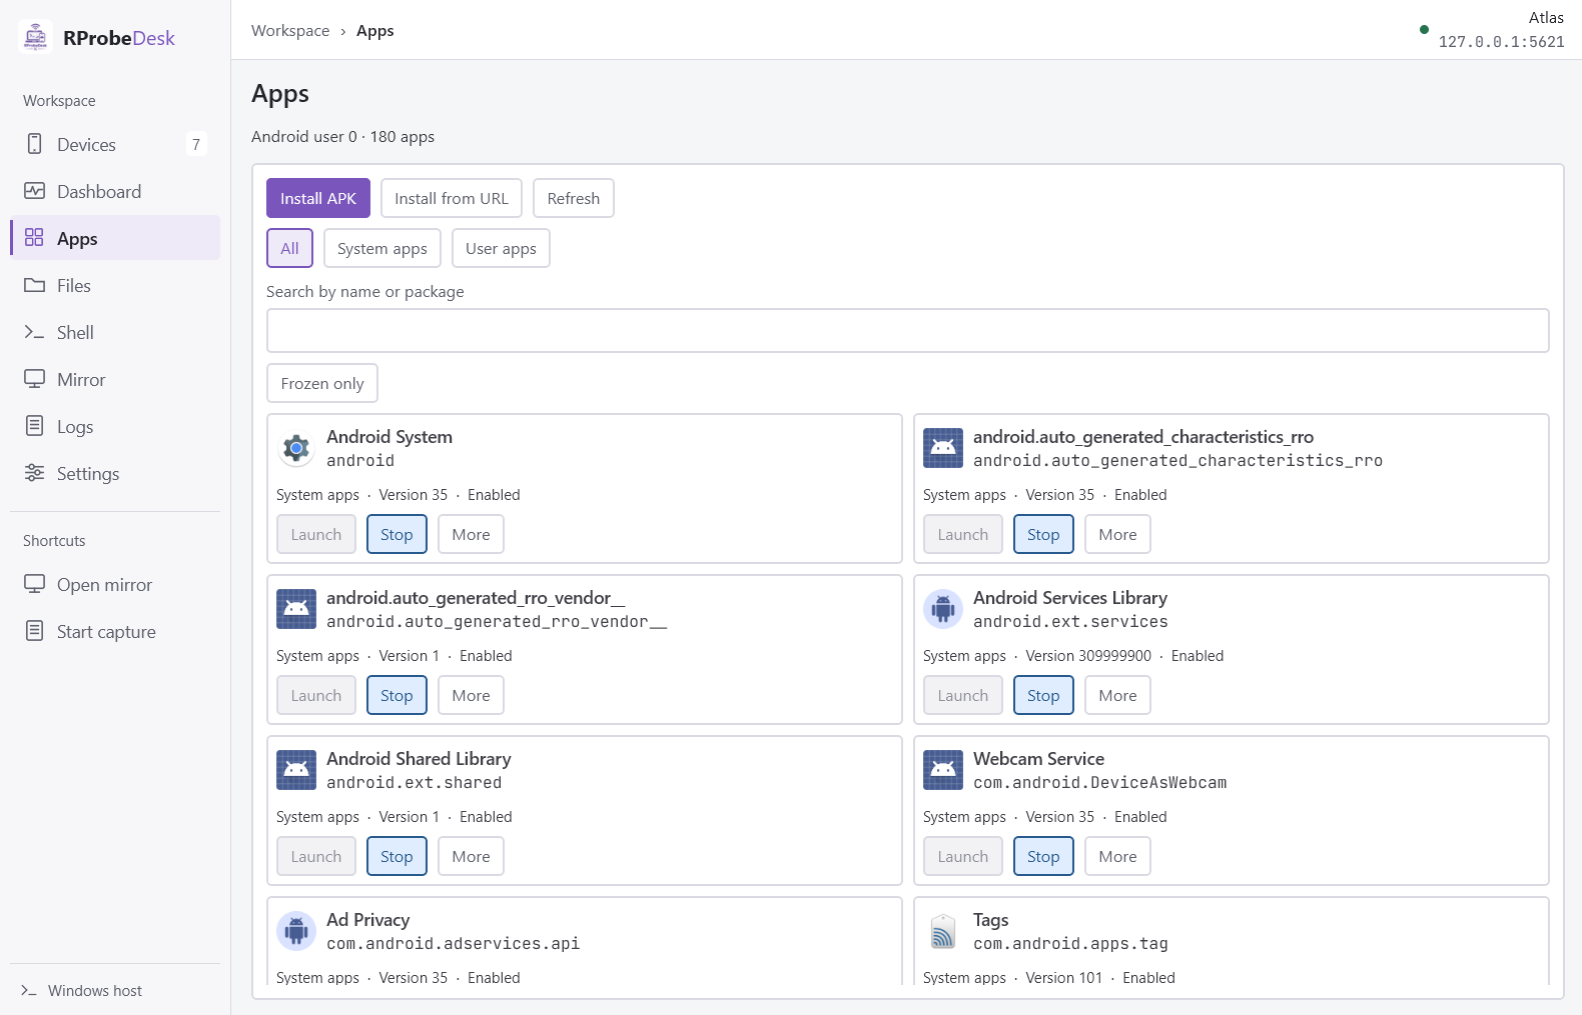 RProbeDesk
Workspace
Devices 7
Dashboard
Apps
Files
Shell
Mirror
Logs
Settings
Shortcuts
Open mirror
Start capture
Windows host
Workspace › Apps
Atlas
127.0.0.1:5621
Apps
Android user 0 · 180 apps
Install APK Install from URL Refresh
All System apps User apps
Search by name or package
Frozen only
Android System
android
System apps · Version 35 · Enabled
Launch Stop More
android.auto_generated_characteristics_rro
android.auto_generated_characteristics_rro
System apps · Version 35 · Enabled
Launch Stop More
android.auto_generated_rro_vendor__
android.auto_generated_rro_vendor__
System apps · Version 1 · Enabled
Launch Stop More
Android Services Library
android.ext.services
System apps · Version 309999900 · Enabled
Launch Stop More
Android Shared Library
android.ext.shared
System apps · Version 1 · Enabled
Launch Stop More
Webcam Service
com.android.DeviceAsWebcam
System apps · Version 35 · Enabled
Launch Stop More
Ad Privacy
com.android.adservices.api
System apps · Version 35 · Enabled
Tags
com.android.apps.tag
System apps · Version 101 · Enabled